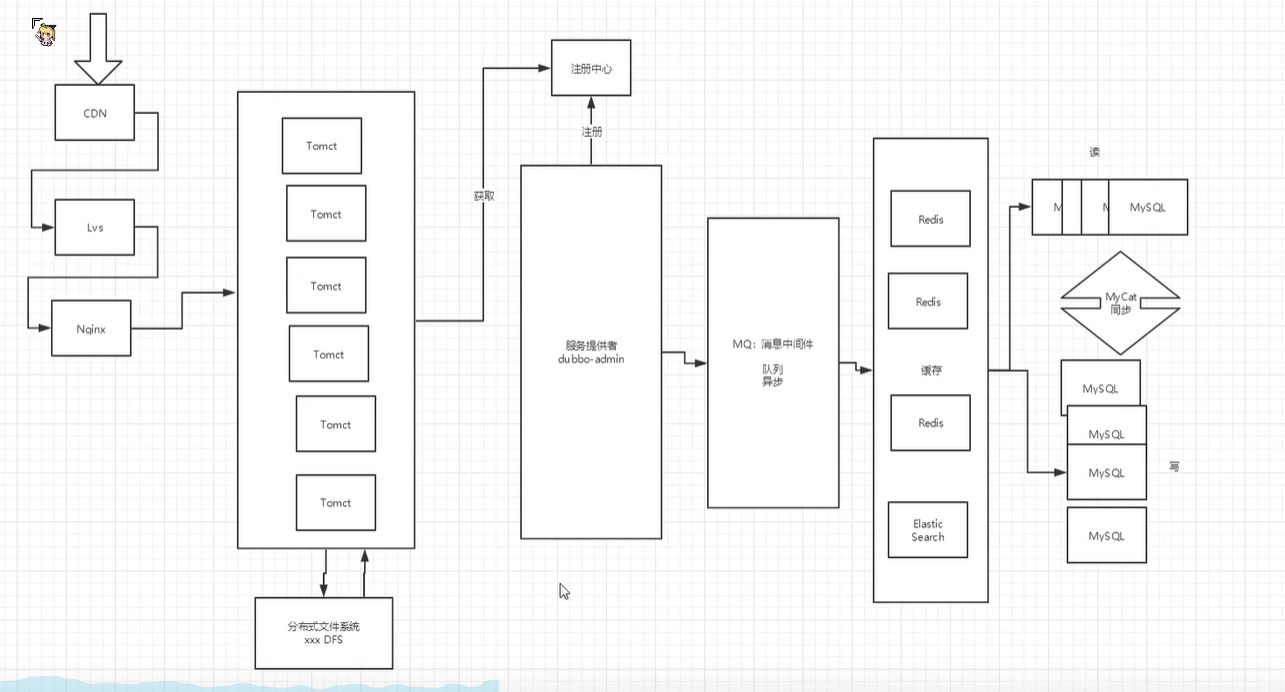 CDN
Lvs
Nginx
Tomct
Tomct
Tomct
Tomct
Tomct
Tomct
分布式文件系统
xxx DFS
获取
注册中心
注册
服务提供者
dubbo-admin
MQ：消息中间件
队列
异步
Redis
Redis
缓存
Redis
Elastic
Search
读
M
M
MySQL
MyCat
同步
MySQL
MySQL
MySQL
写
MySQL